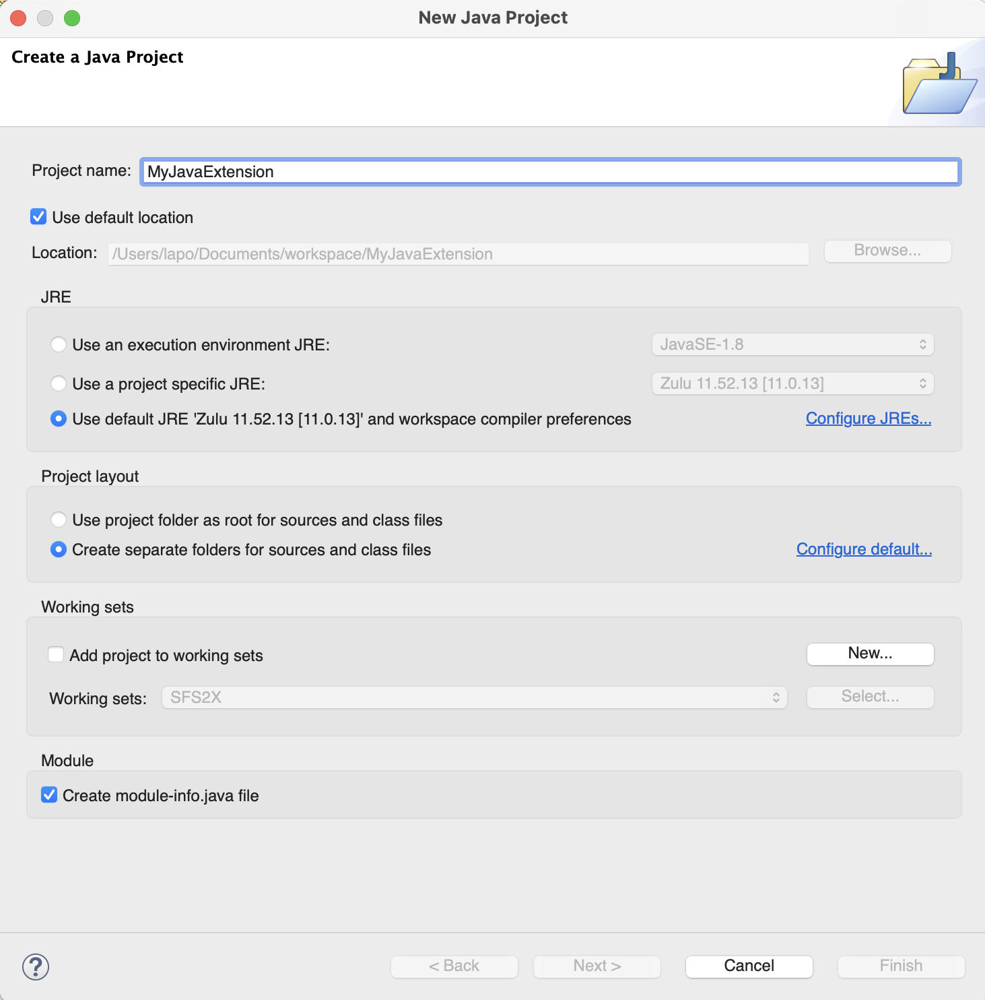 New Java Project
Create a Java Project
Project name: MyJavaExtension
Use default location
Location: /Users/lapo/Documents/workspace/MyJavaExtension Browse...
JRE
Use an execution environment JRE: JavaSE-1.8
Use a project specific JRE: Zulu 11.52.13 [11.0.13]
Use default JRE 'Zulu 11.52.13 [11.0.13]' and workspace compiler preferences Configure JREs...
Project layout
Use project folder as root for sources and class files
Create separate folders for sources and class files Configure default...
Working sets
Add project to working sets New...
Working sets: SFS2X Select...
Module
Create module-info.java file
? < Back Next > Cancel Finish